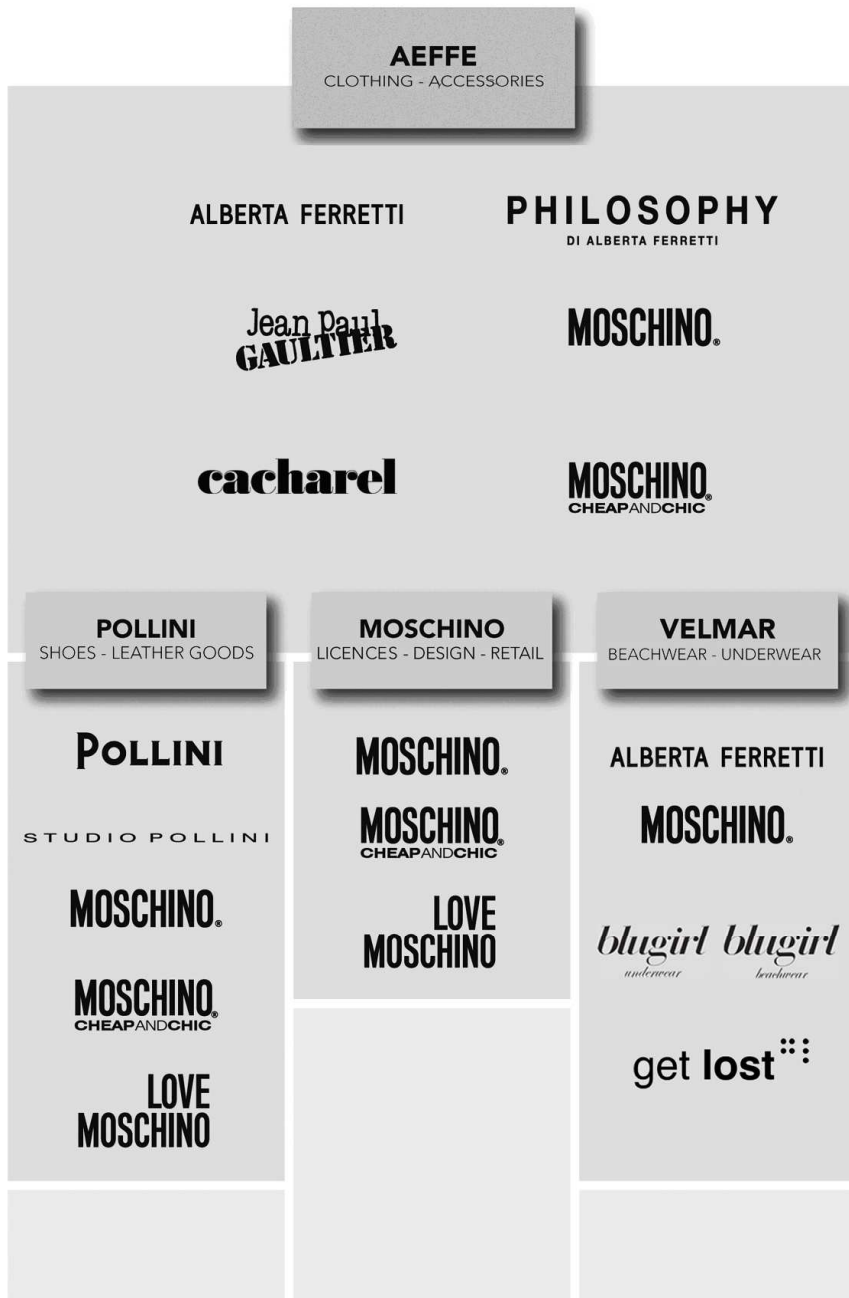 AEFFE
CLOTHING - ACCESSORIES
ALBERTA FERRETTI
PHILOSOPHY
DI ALBERTA FERRETTI
Jean Paul
GAULTIER
MOSCHINO®
cacharel
MOSCHINO®
CHEAPANDCHIC
POLLINI
SHOES - LEATHER GOODS
POLLINI
STUDIO POLLINI
MOSCHINO®
MOSCHINO®
CHEAPANDCHIC
LOVE
MOSCHINO
MOSCHINO
LICENCES - DESIGN - RETAIL
MOSCHINO®
MOSCHINO®
CHEAPANDCHIC
LOVE
MOSCHINO
VELMAR
BEACHWEAR - UNDERWEAR
ALBERTA FERRETTI
MOSCHINO®
blugirl
underwear
blugirl
beachwear
get lost